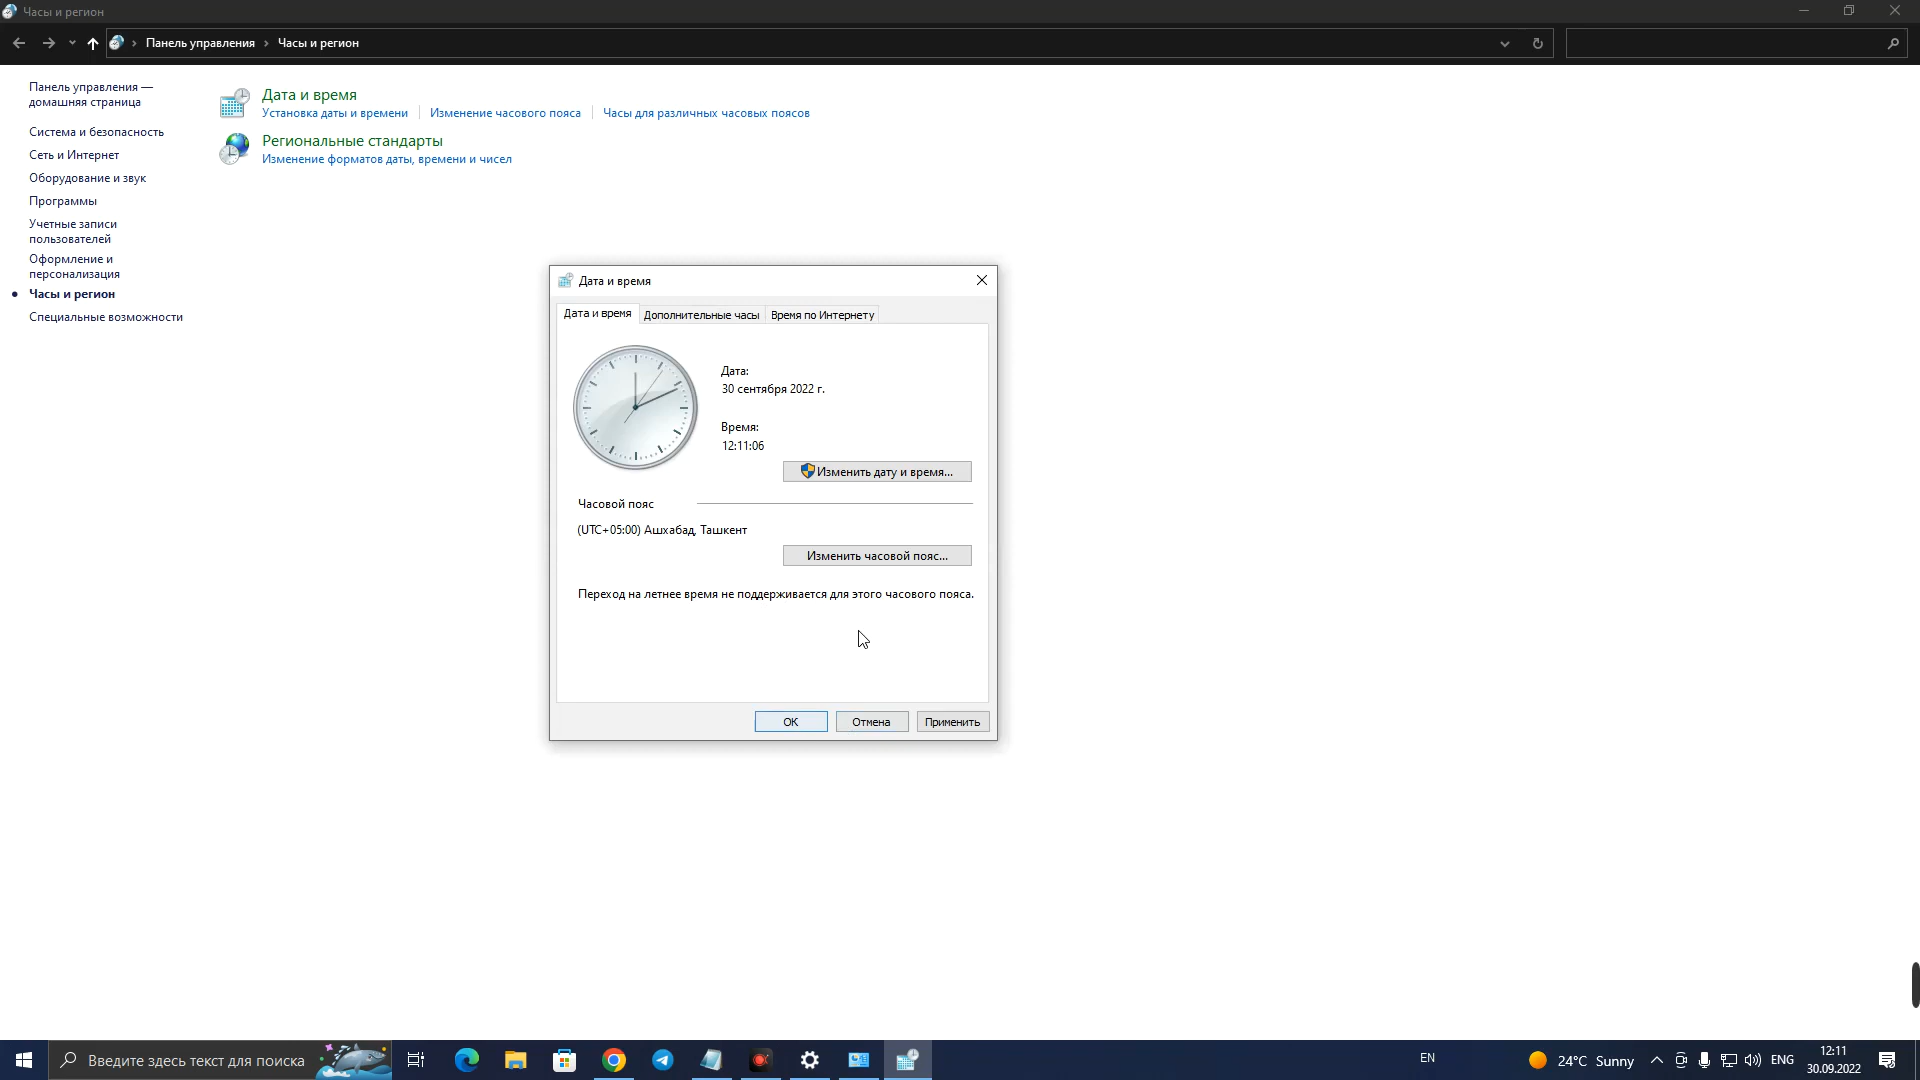 Часы и регион
Панель управления › Часы и регион
Панель управления —
домашняя страница
Система и безопасность
Сеть и Интернет
Оборудование и звук
Программы
Учетные записи
пользователей
Оформление и
персонализация
Часы и регион
Специальные возможности
Дата и время
Установка даты и времени
Изменение часового пояса
Часы для различных часовых поясов
Региональные стандарты
Изменение форматов даты, времени и чисел
Дата и время
Дата и время
Дополнительные часы
Время по Интернету
Дата:
30 сентября 2022 г.
Время:
12:11:06
Изменить дату и время...
Часовой пояс
(UTC+05:00) Ашхабад, Ташкент
Изменить часовой пояс...
Переход на летнее время не поддерживается для этого часового пояса.
ОК
Отмена
Применить
Введите здесь текст для поиска
EN
24°C Sunny
ENG
12:11
30.09.2022